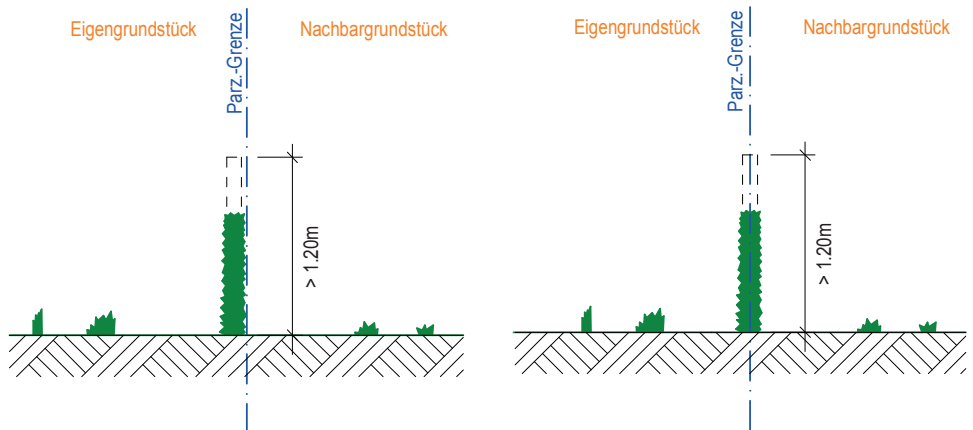 Eigengrundstück
Parz.-Grenze
Nachbargrundstück
> 1.20m
Eigengrundstück
Parz.-Grenze
Nachbargrundstück
> 1.20m